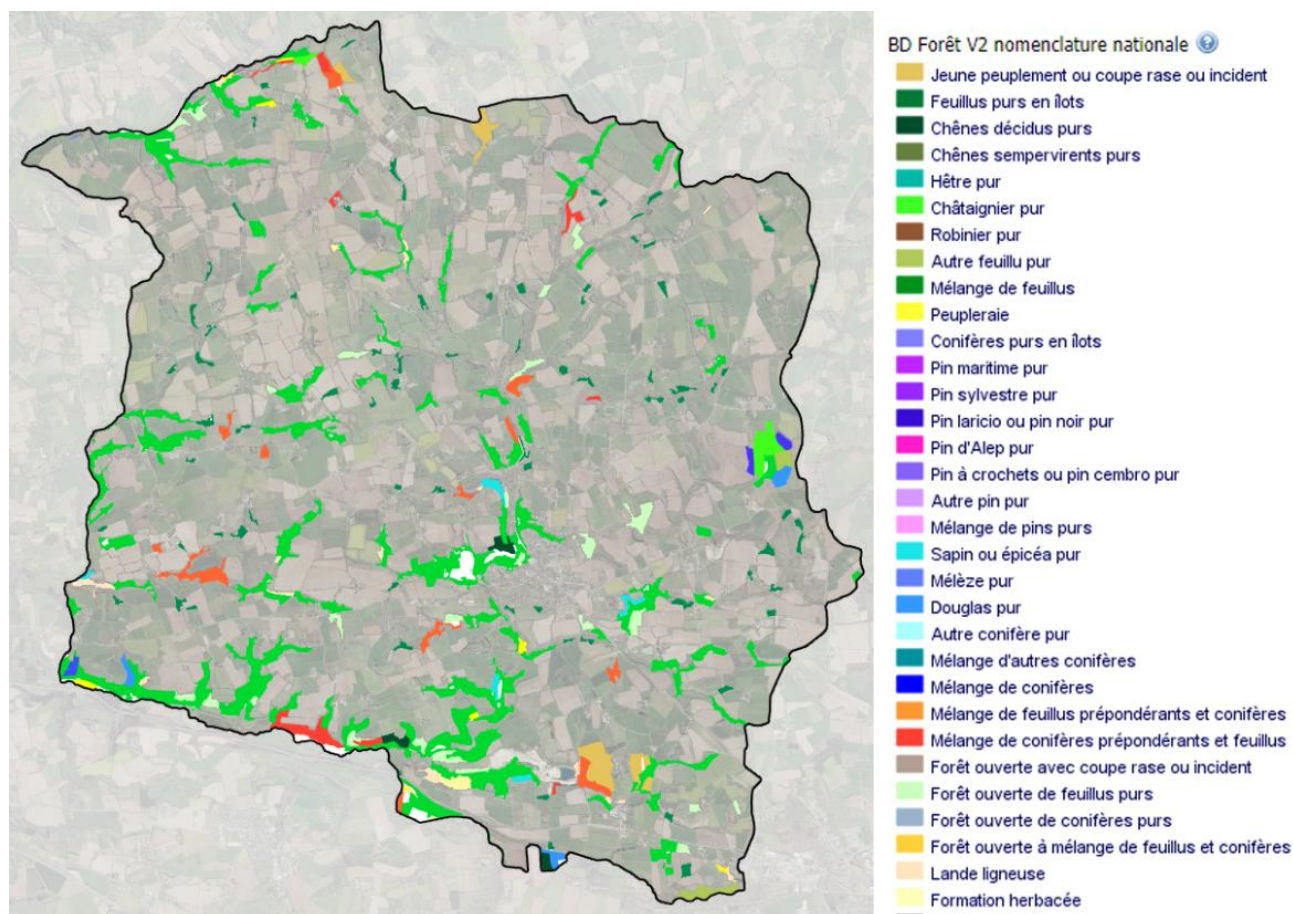 BD Forêt V2 nomenclature nationale ?
Jeune peuplement ou coupe rase ou incident
Feuillus purs en îlots
Chênes décidus purs
Chênes sempervirents purs
Hêtre pur
Châtaignier pur
Robinier pur
Autre feuillu pur
Mélange de feuillus
Peupleraie
Conifères purs en îlots
Pin maritime pur
Pin sylvestre pur
Pin laricio ou pin noir pur
Pin d'Alep pur
Pin à crochets ou pin cembro pur
Autre pin pur
Mélange de pins purs
Sapin ou épicéa pur
Mélèze pur
Douglas pur
Autre conifère pur
Mélange d'autres conifères
Mélange de conifères
Mélange de feuillus prépondérants et conifères
Mélange de conifères prépondérants et feuillus
Forêt ouverte avec coupe rase ou incident
Forêt ouverte de feuillus purs
Forêt ouverte de conifères purs
Forêt ouverte à mélange de feuillus et conifères
Lande ligneuse
Formation herbacée